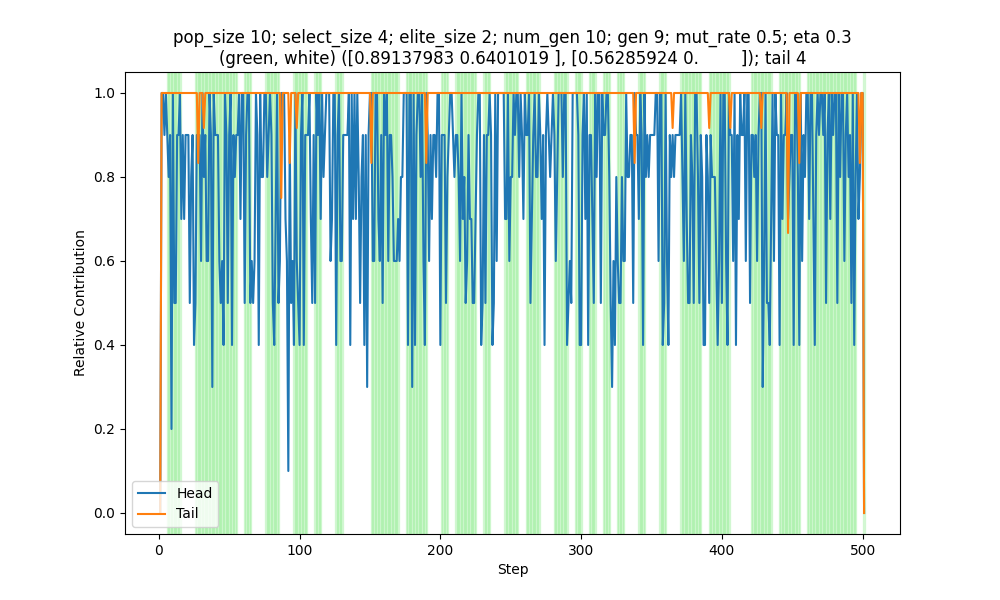 pop_size 10; select_size 4; elite_size 2; num_gen 10; gen 9; mut_rate 0.5; eta 0.3
(green, white) ([0.89137983 0.6401019 ], [0.56285924 0.        ]); tail 4
1.0
0.8
0.6
0.4
0.2
0.0
Relative Contribution
Head
Tail
0 100 200 300 400 500
Step